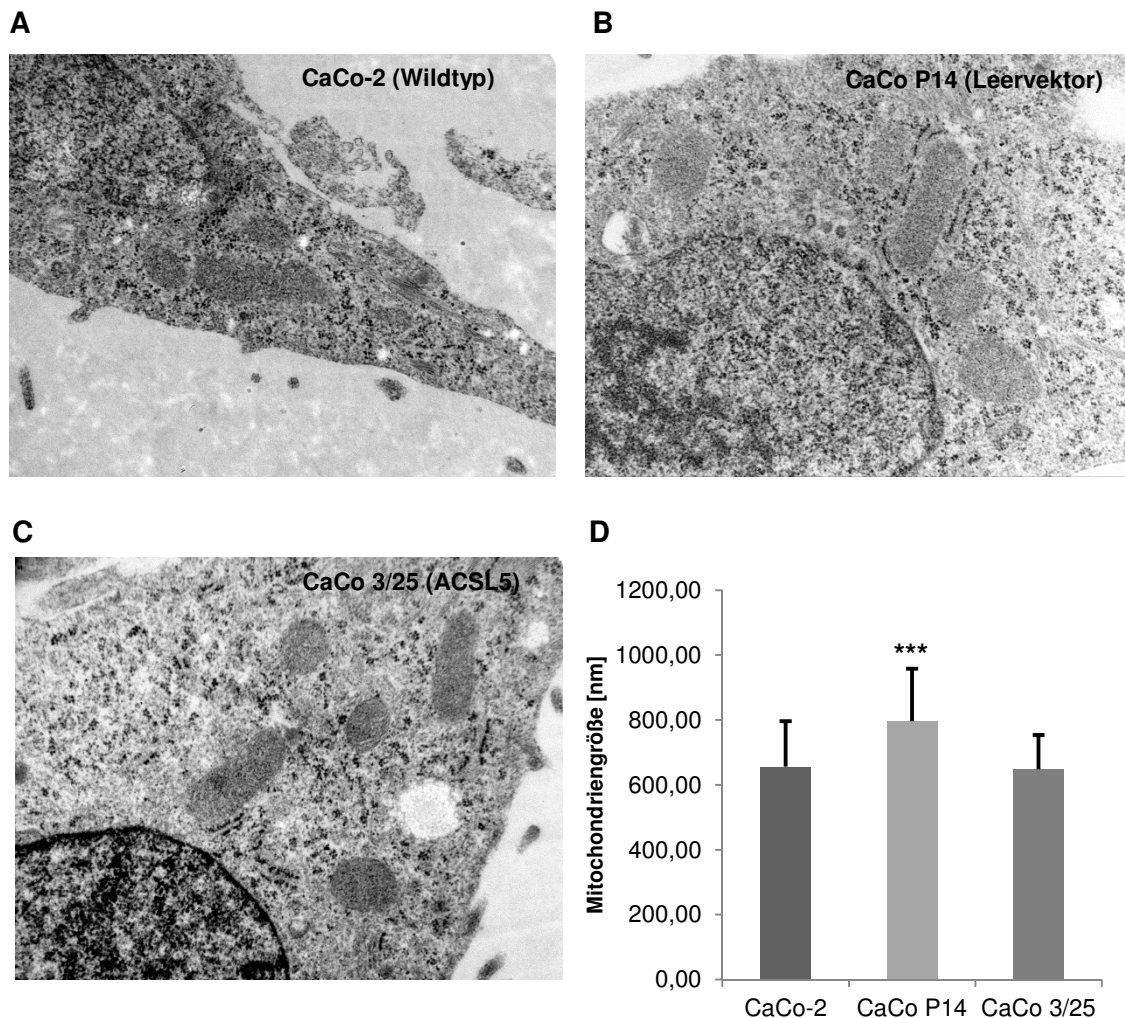 A
CaCo-2 (Wildtyp)
B
CaCo P14 (Leervektor)
C
CaCo 3/25 (ACSL5)
D
Mitochondriengröße [nm]
1200,00
1000,00
800,00
600,00
400,00
200,00
0,00
***
CaCo-2
CaCo P14
CaCo 3/25